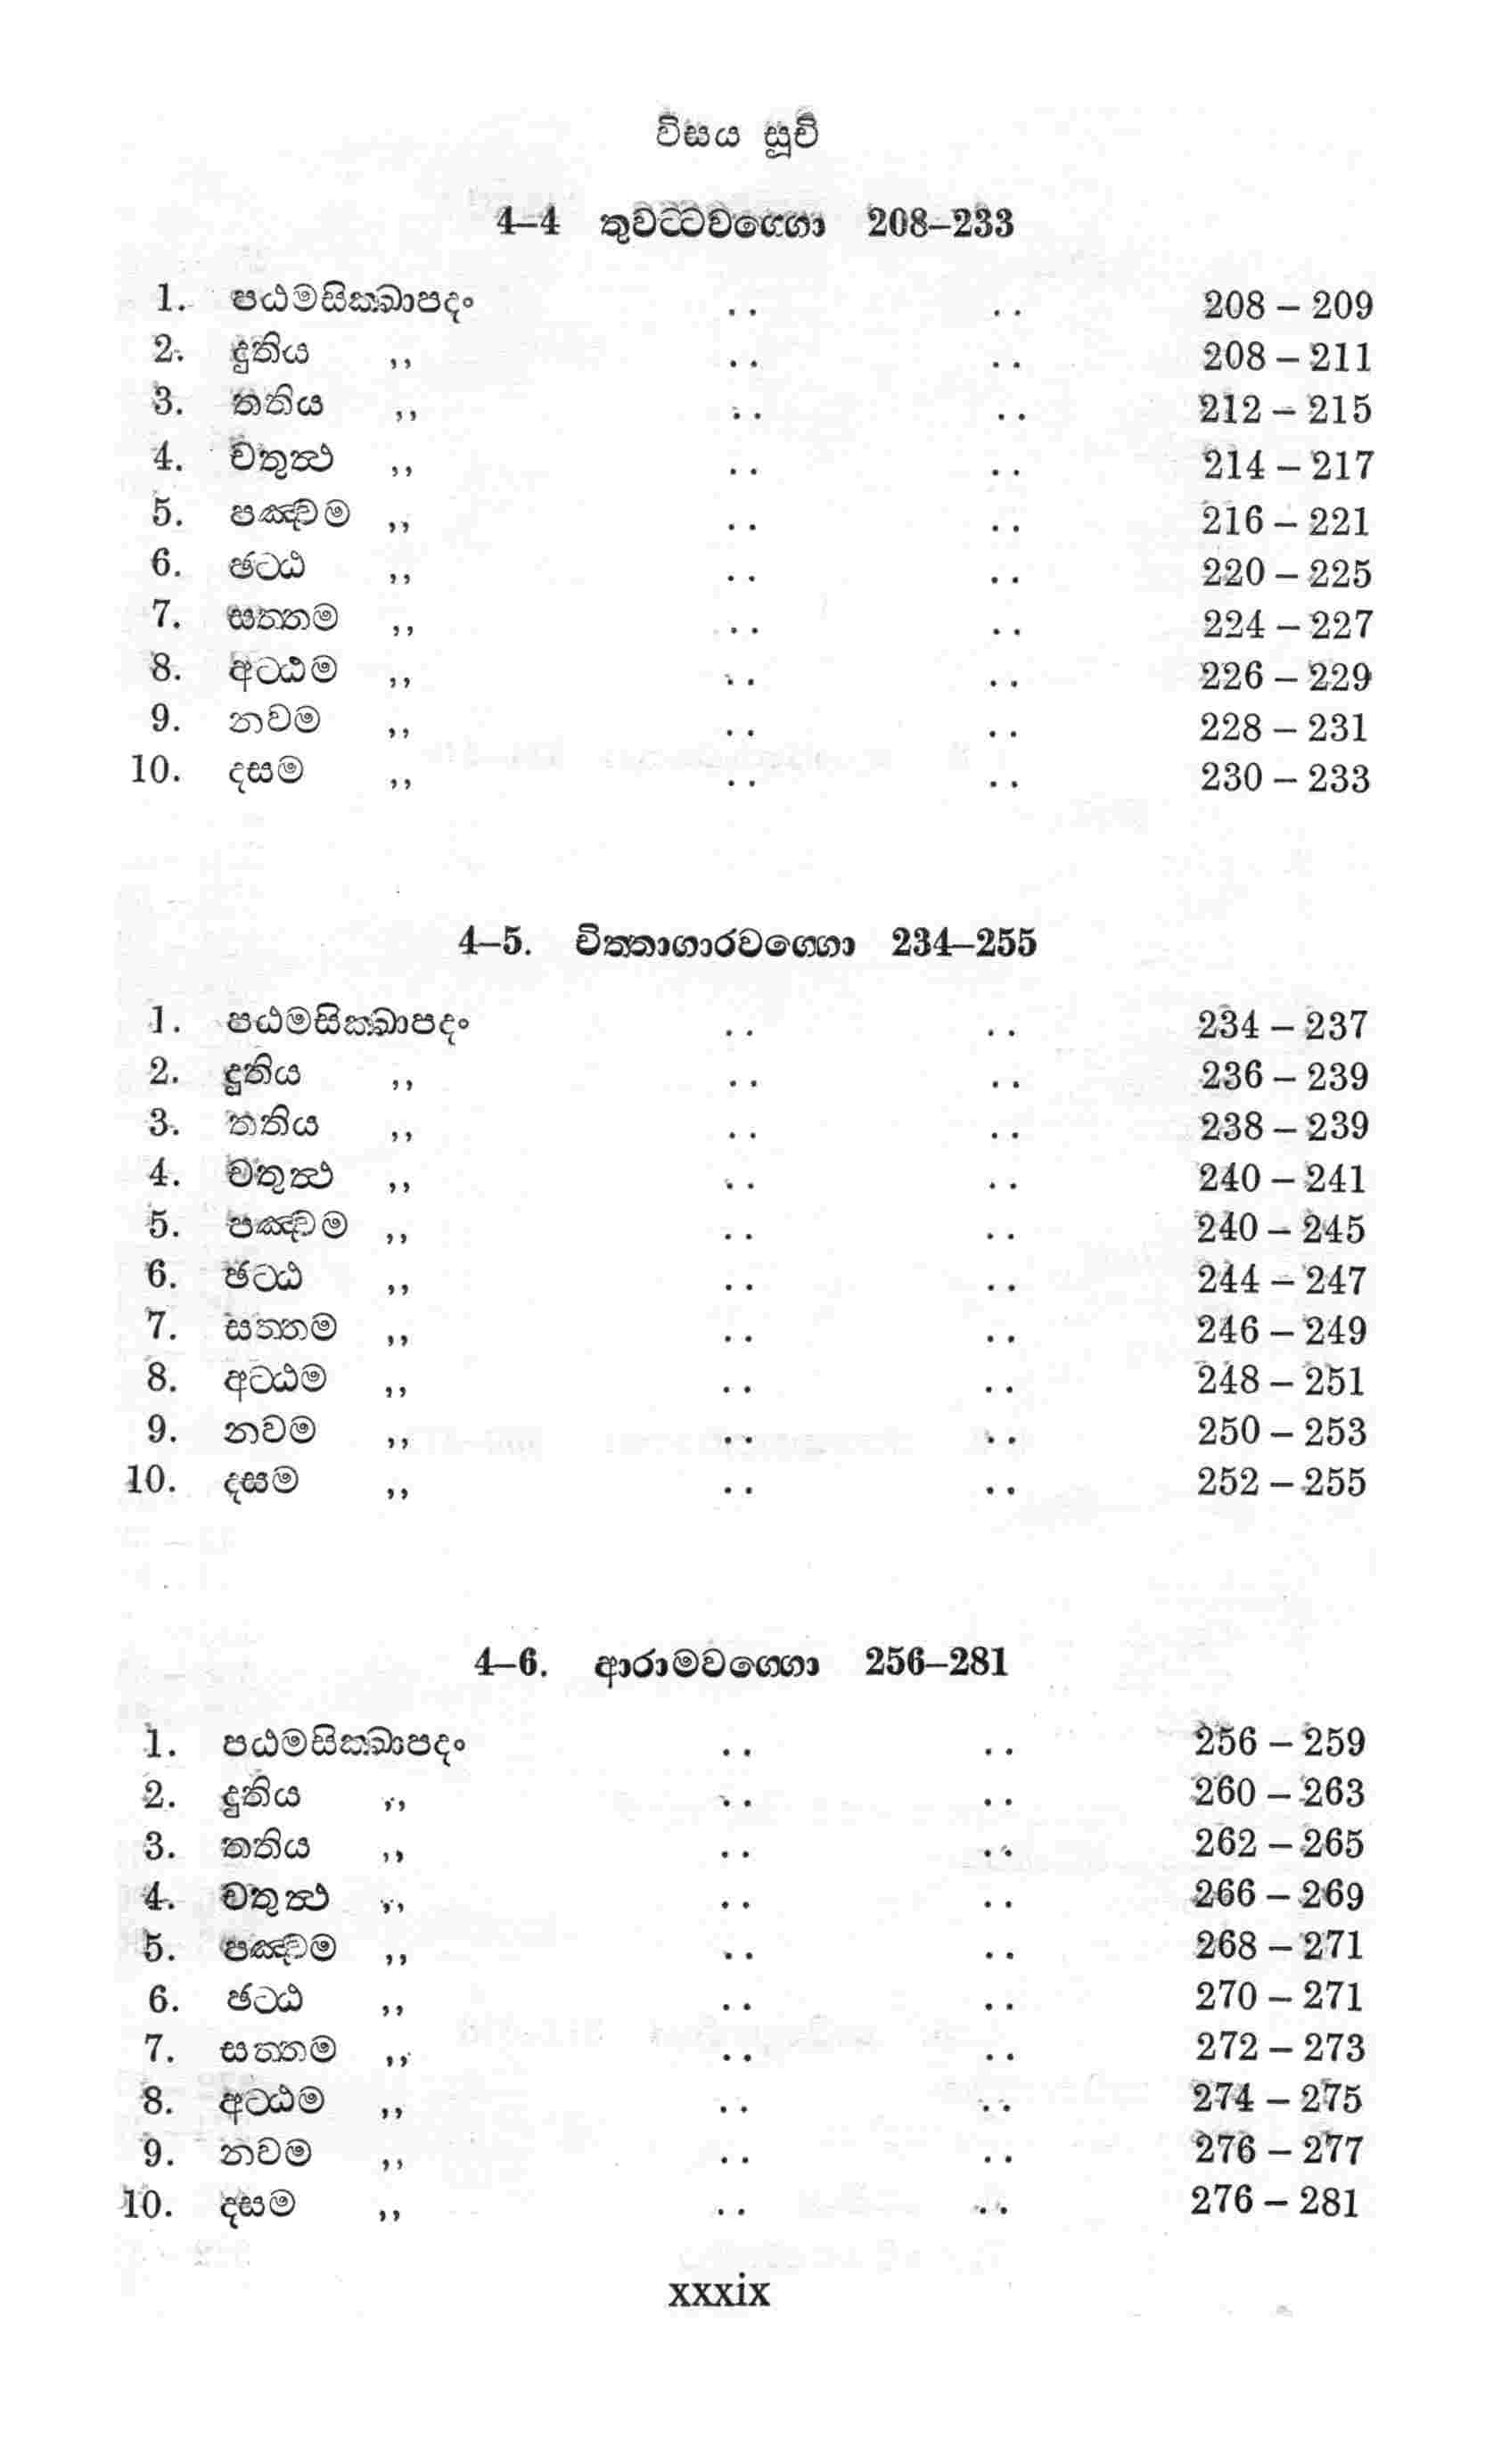 විසය සූචි
4–4 තුවට්ටවග්ගො 208–233
1. පඨමසික්ඛාපදං .. .. 208 – 209
2. දුතිය ,, .. .. 208 – 211
3. තතිය ,, .. .. 212 – 215
4. චතුත්ථ ,, .. .. 214 – 217
5. පඤ්චම ,, .. .. 216 – 221
6. ඡට්ඨ ,, .. .. 220 – 225
7. සත්තම ,, .. .. 224 – 227
8. අට්ඨම ,, .. .. 226 – 229
9. නවම ,, .. .. 228 – 231
10. දසම ,, .. .. 230 – 233
4–5. චිත්තාගාරවග්ගො 234–255
1. පඨමසික්ඛාපදං .. .. 234 – 237
2. දුතිය ,, .. .. 236 – 239
3. තතිය ,, .. .. 238 – 239
4. චතුත්ථ ,, .. .. 240 – 241
5. පඤ්චම ,, .. .. 240 – 245
6. ඡට්ඨ ,, .. .. 244 – 247
7. සත්තම ,, .. .. 246 – 249
8. අට්ඨම ,, .. .. 248 – 251
9. නවම ,, .. .. 250 – 253
10. දසම ,, .. .. 252 – 255
4–6. ආරාමවග්ගො 256–281
1. පඨමසික්ඛාපදං .. .. 256 – 259
2. දුතිය ,, .. .. 260 – 263
3. තතිය ,, .. .. 262 – 265
4. චතුත්ථ ,, .. .. 266 – 269
5. පඤ්චම ,, .. .. 268 – 271
6. ඡට්ඨ ,, .. .. 270 – 271
7. සත්තම ,, .. .. 272 – 273
8. අට්ඨම ,, .. .. 274 – 275
9. නවම ,, .. .. 276 – 277
10. දසම ,, .. .. 276 – 281
xxxix